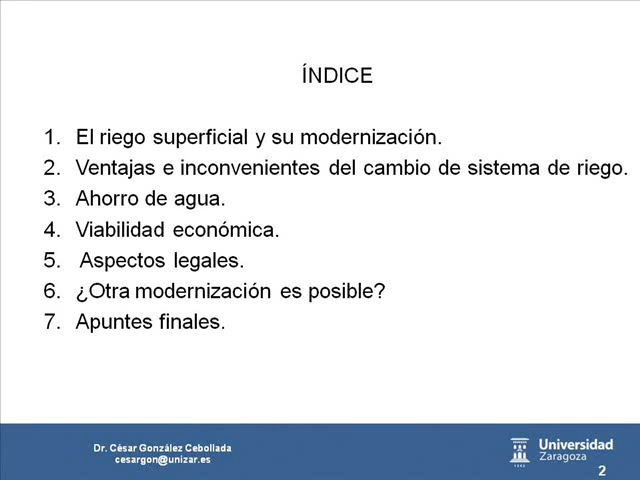 ÍNDICE
1. El riego superficial y su modernización.
2. Ventajas e inconvenientes del cambio de sistema de riego.
3. Ahorro de agua.
4. Viabilidad económica.
5. Aspectos legales.
6. ¿Otra modernización es posible?
7. Apuntes finales.
Dr. César González Cebollada
cesargon@unizar.es
Universidad
Zaragoza
2